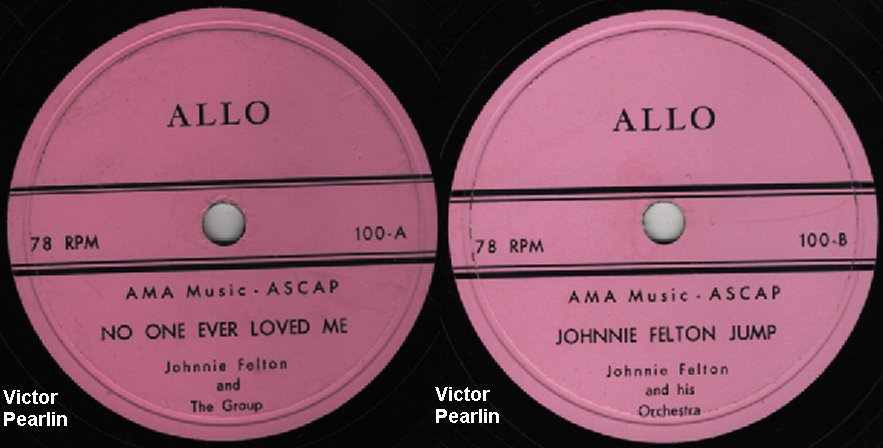 ALLO
78 RPM
100-A
AMA Music - ASCAP
NO ONE EVER LOVED ME
Johnnie Felton
and
The Group
Victor
Pearlin
ALLO
78 RPM
100-B
AMA Music - ASCAP
JOHNNIE FELTON JUMP
Johnnie Felton
and his
Orchestra
Victor
Pearlin